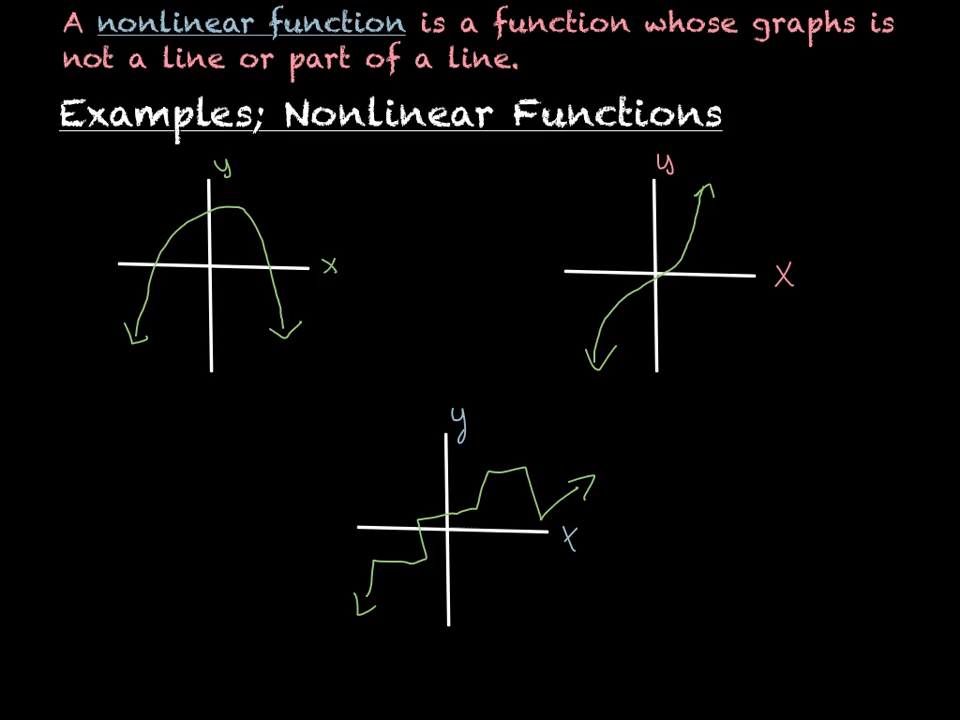 A nonlinear function is a function whose graphs is
not a line or part of a line.
Examples; Nonlinear Functions
y
x
y
X
y
X